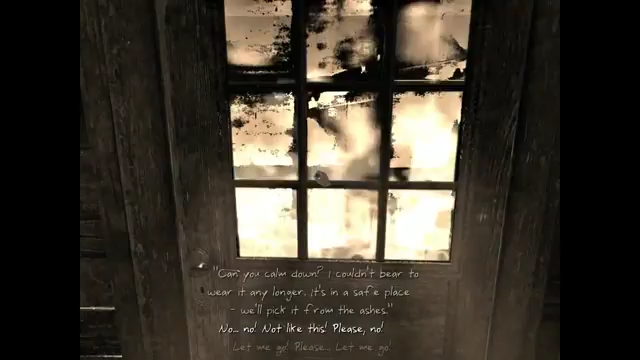 "Can you calm down? I couldn't bear to
wear it any longer. It's in a safe place
- we'll pick it from the ashes."
No... no! Not like this! Please, no!
Let me go! Please... Let me go!